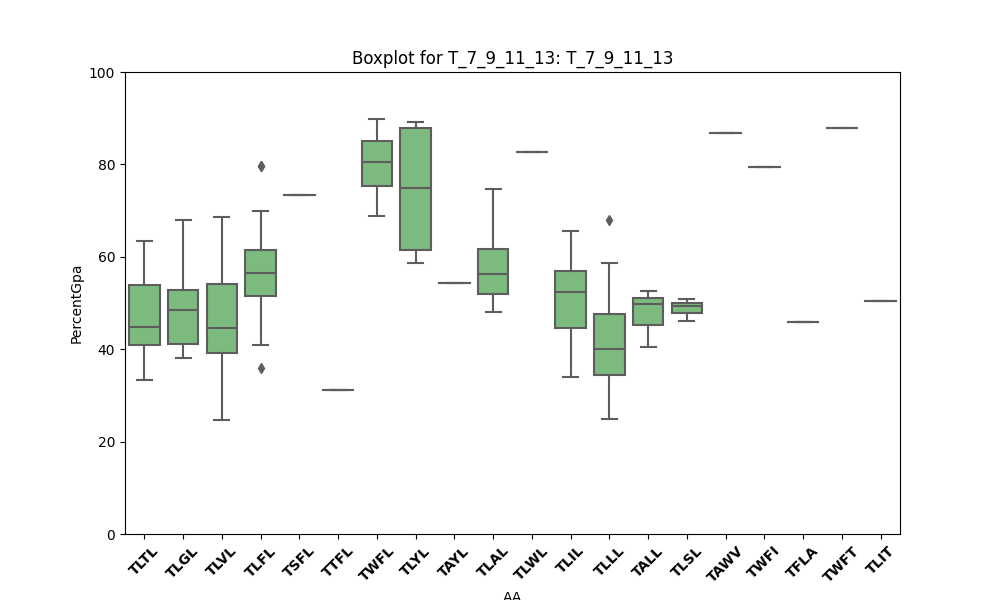 Boxplot for T_7_9_11_13: T_7_9_11_13
PercentGpa
100
80
60
40
20
0
TLTL
TLGL
TLVL
TLFL
TSFL
TTFL
TWFL
TLYL
TAYL
TLAL
TLWL
TLIL
TLLL
TALL
TLSL
TAWV
TWFI
TFLA
TWFT
TLIT
AA